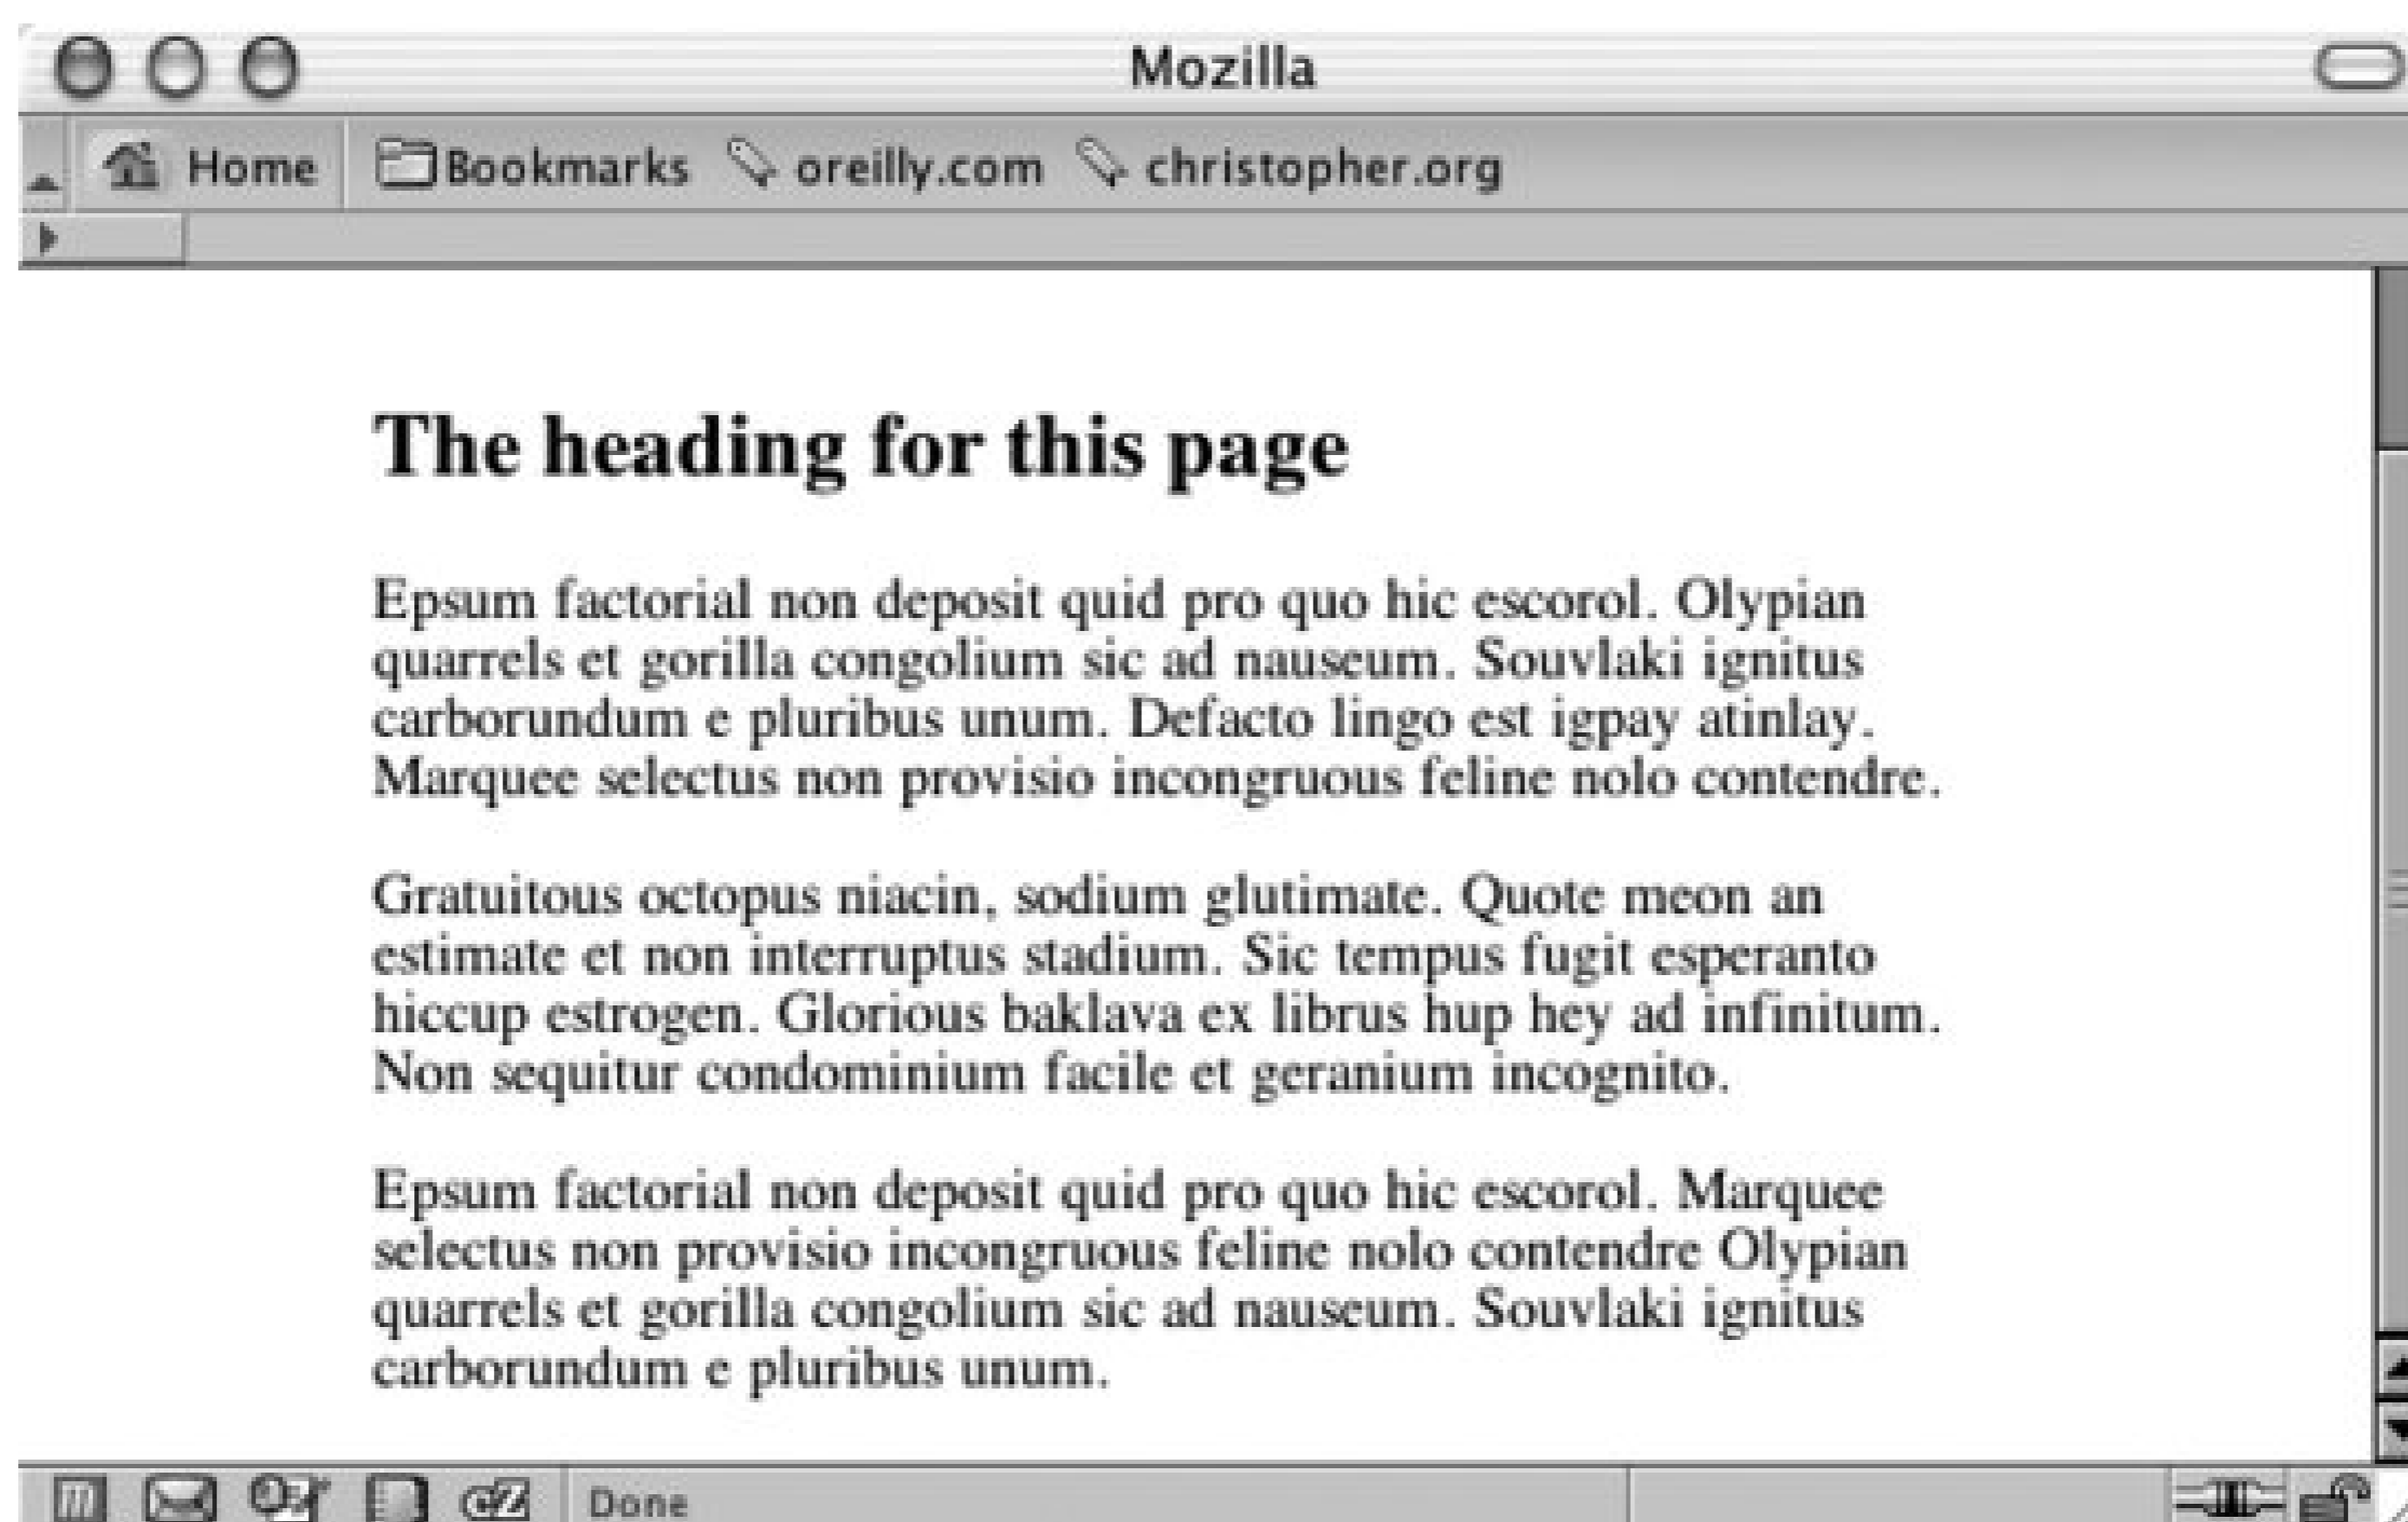 Mozilla
Home Bookmarks oreilly.com christopher.org
The heading for this page
Epsum factorial non deposit quid pro quo hic escorol. Olypian
quarrels et gorilla congolium sic ad nauseum. Souvlaki ignitus
carborundum e pluribus unum. Defacto lingo est igpay atinlay.
Marquee selectus non provisio incongruous feline nolo contendre.
Gratuitous octopus niacin, sodium glutimate. Quote meon an
estimate et non interruptus stadium. Sic tempus fugit esperanto
hiccup estrogen. Glorious baklava ex librus hup hey ad infinitum.
Non sequitur condominium facile et geranium incognito.
Epsum factorial non deposit quid pro quo hic escorol. Marquee
selectus non provisio incongruous feline nolo contendre Olypian
quarrels et gorilla congolium sic ad nauseum. Souvlaki ignitus
carborundum e pluribus unum.
Done